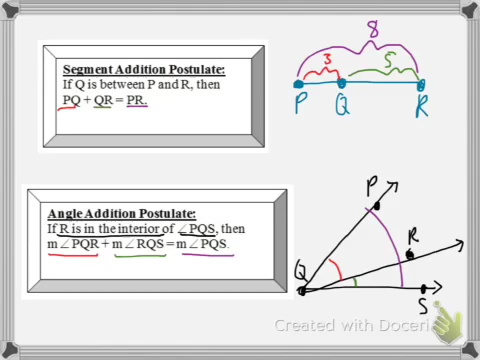 Segment Addition Postulate:
If Q is between P and R, then
PQ + QR = PR.
8
3
5
P
Q
R
Angle Addition Postulate:
If R is in the interior of ∠PQS, then
m∠PQR + m∠RQS = m∠PQS.
P
R
Q
S
Created with Doceri